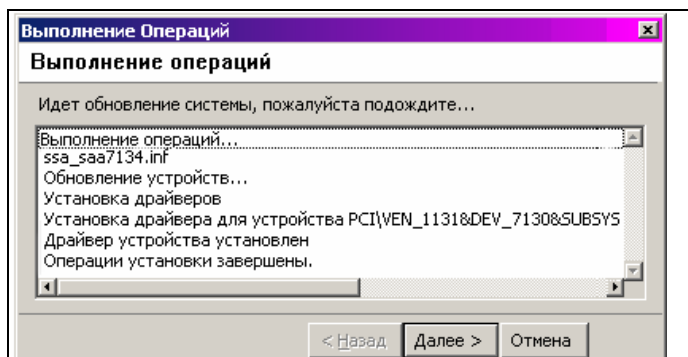 Выполнение Операций
Выполнение операций
Идет обновление системы, пожалуйста подождите...
Выполнение операций...
ssa_saa7134.inf
Обновление устройств...
Установка драйверов
Установка драйвера для устройства PCI\VEN_1131&DEV_7130&SUBSYS
Драйвер устройства установлен
Операции установки завершены.
< Назад Далее > Отмена